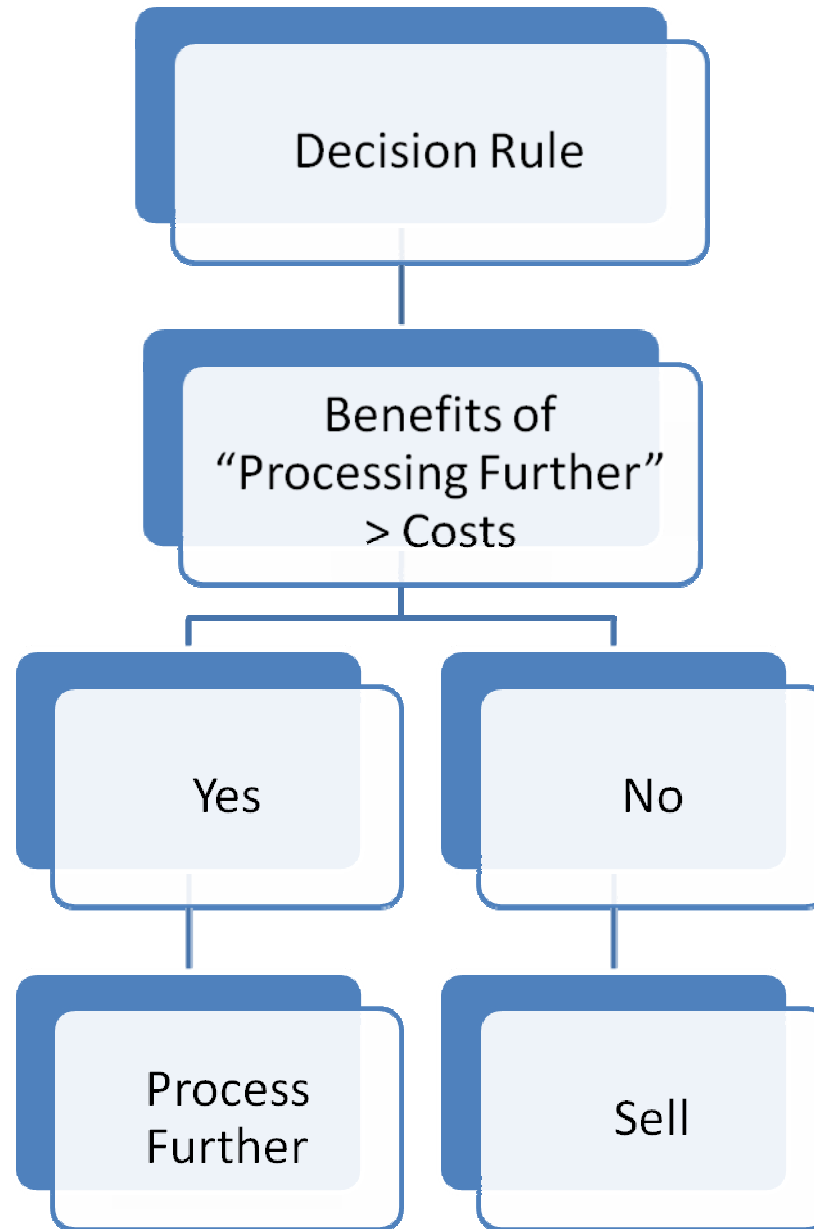 Decision Rule
Benefits of
“Processing Further”
> Costs
Yes
No
Process
Further
Sell